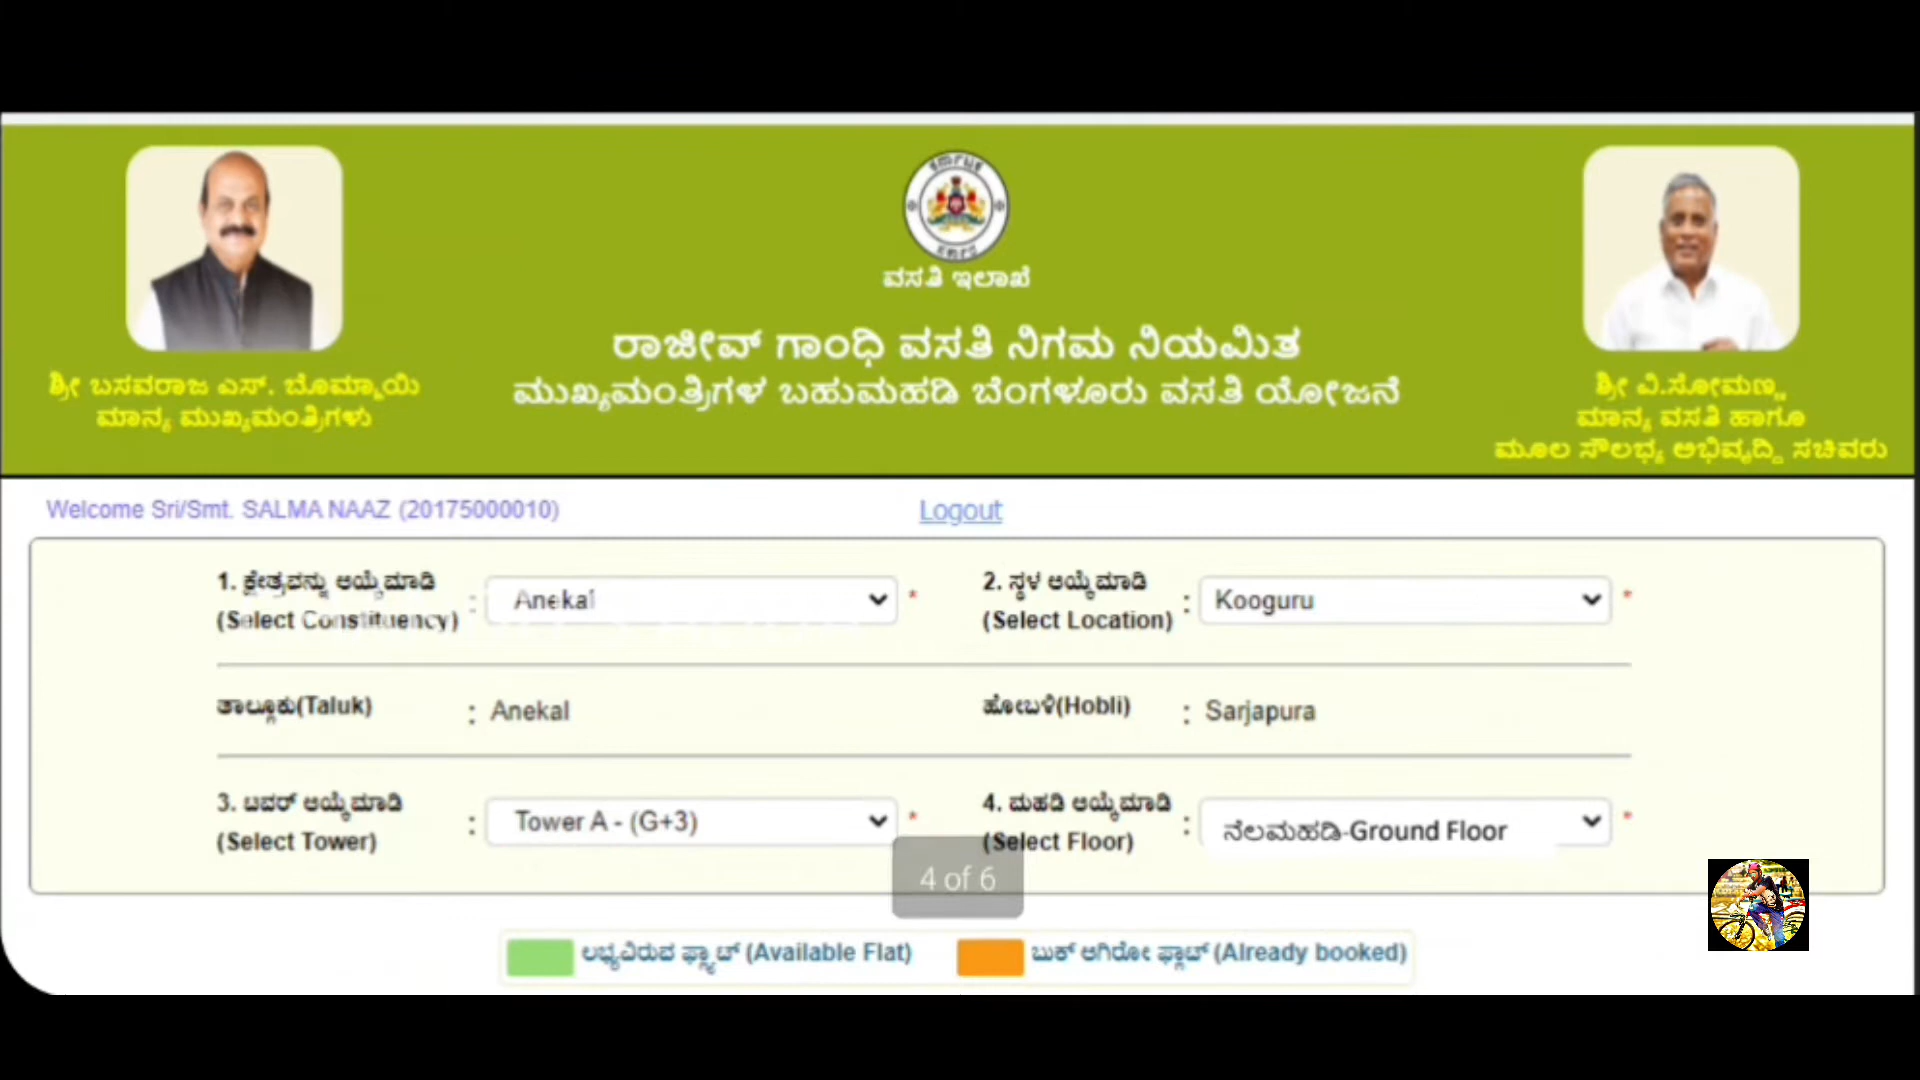 ವಸತಿ ಇಲಾಖೆ
ರಾಜೀವ್ ಗಾಂಧಿ ವಸತಿ ನಿಗಮ ನಿಯಮಿತ
ಮುಖ್ಯಮಂತ್ರಿಗಳ ಬಹುಮಹಡಿ ಬೆಂಗಳೂರು ವಸತಿ ಯೋಜನೆ
ಶ್ರೀ ಬಸವರಾಜ ಎಸ್. ಬೊಮ್ಮಾಯಿ
ಮಾನ್ಯ ಮುಖ್ಯಮಂತ್ರಿಗಳು
ಶ್ರೀ ವಿ.ಸೋಮಣ್ಣ
ಮಾನ್ಯ ವಸತಿ ಹಾಗೂ
ಮೂಲ ಸೌಲಭ್ಯ ಅಭಿವೃದ್ದಿ ಸಚಿವರು
Welcome Sri/Smt. SALMA NAAZ (20175000010) Logout
1. ಕ್ಷೇತ್ರವನ್ನು ಆಯ್ಕೆಮಾಡಿ
(Select Constituency) : Anekal *
2. ಸ್ಥಳ ಆಯ್ಕೆಮಾಡಿ
(Select Location) : Kooguru *
ತಾಲ್ಲೂಕು(Taluk) : Anekal
ಹೋಬಳಿ(Hobli) : Sarjapura
3. ಟವರ್ ಆಯ್ಕೆಮಾಡಿ
(Select Tower) : Tower A - (G+3) *
4. ಮಹಡಿ ಆಯ್ಕೆಮಾಡಿ
(Select Floor) : ನೆಲಮಹಡಿ-Ground Floor *
4 of 6
ಲಭ್ಯವಿರುವ ಫ್ಲ್ಯಾಟ್ (Available Flat) ಬುಕ್ ಆಗಿರೋ ಫ್ಲಾಟ್ (Already booked)